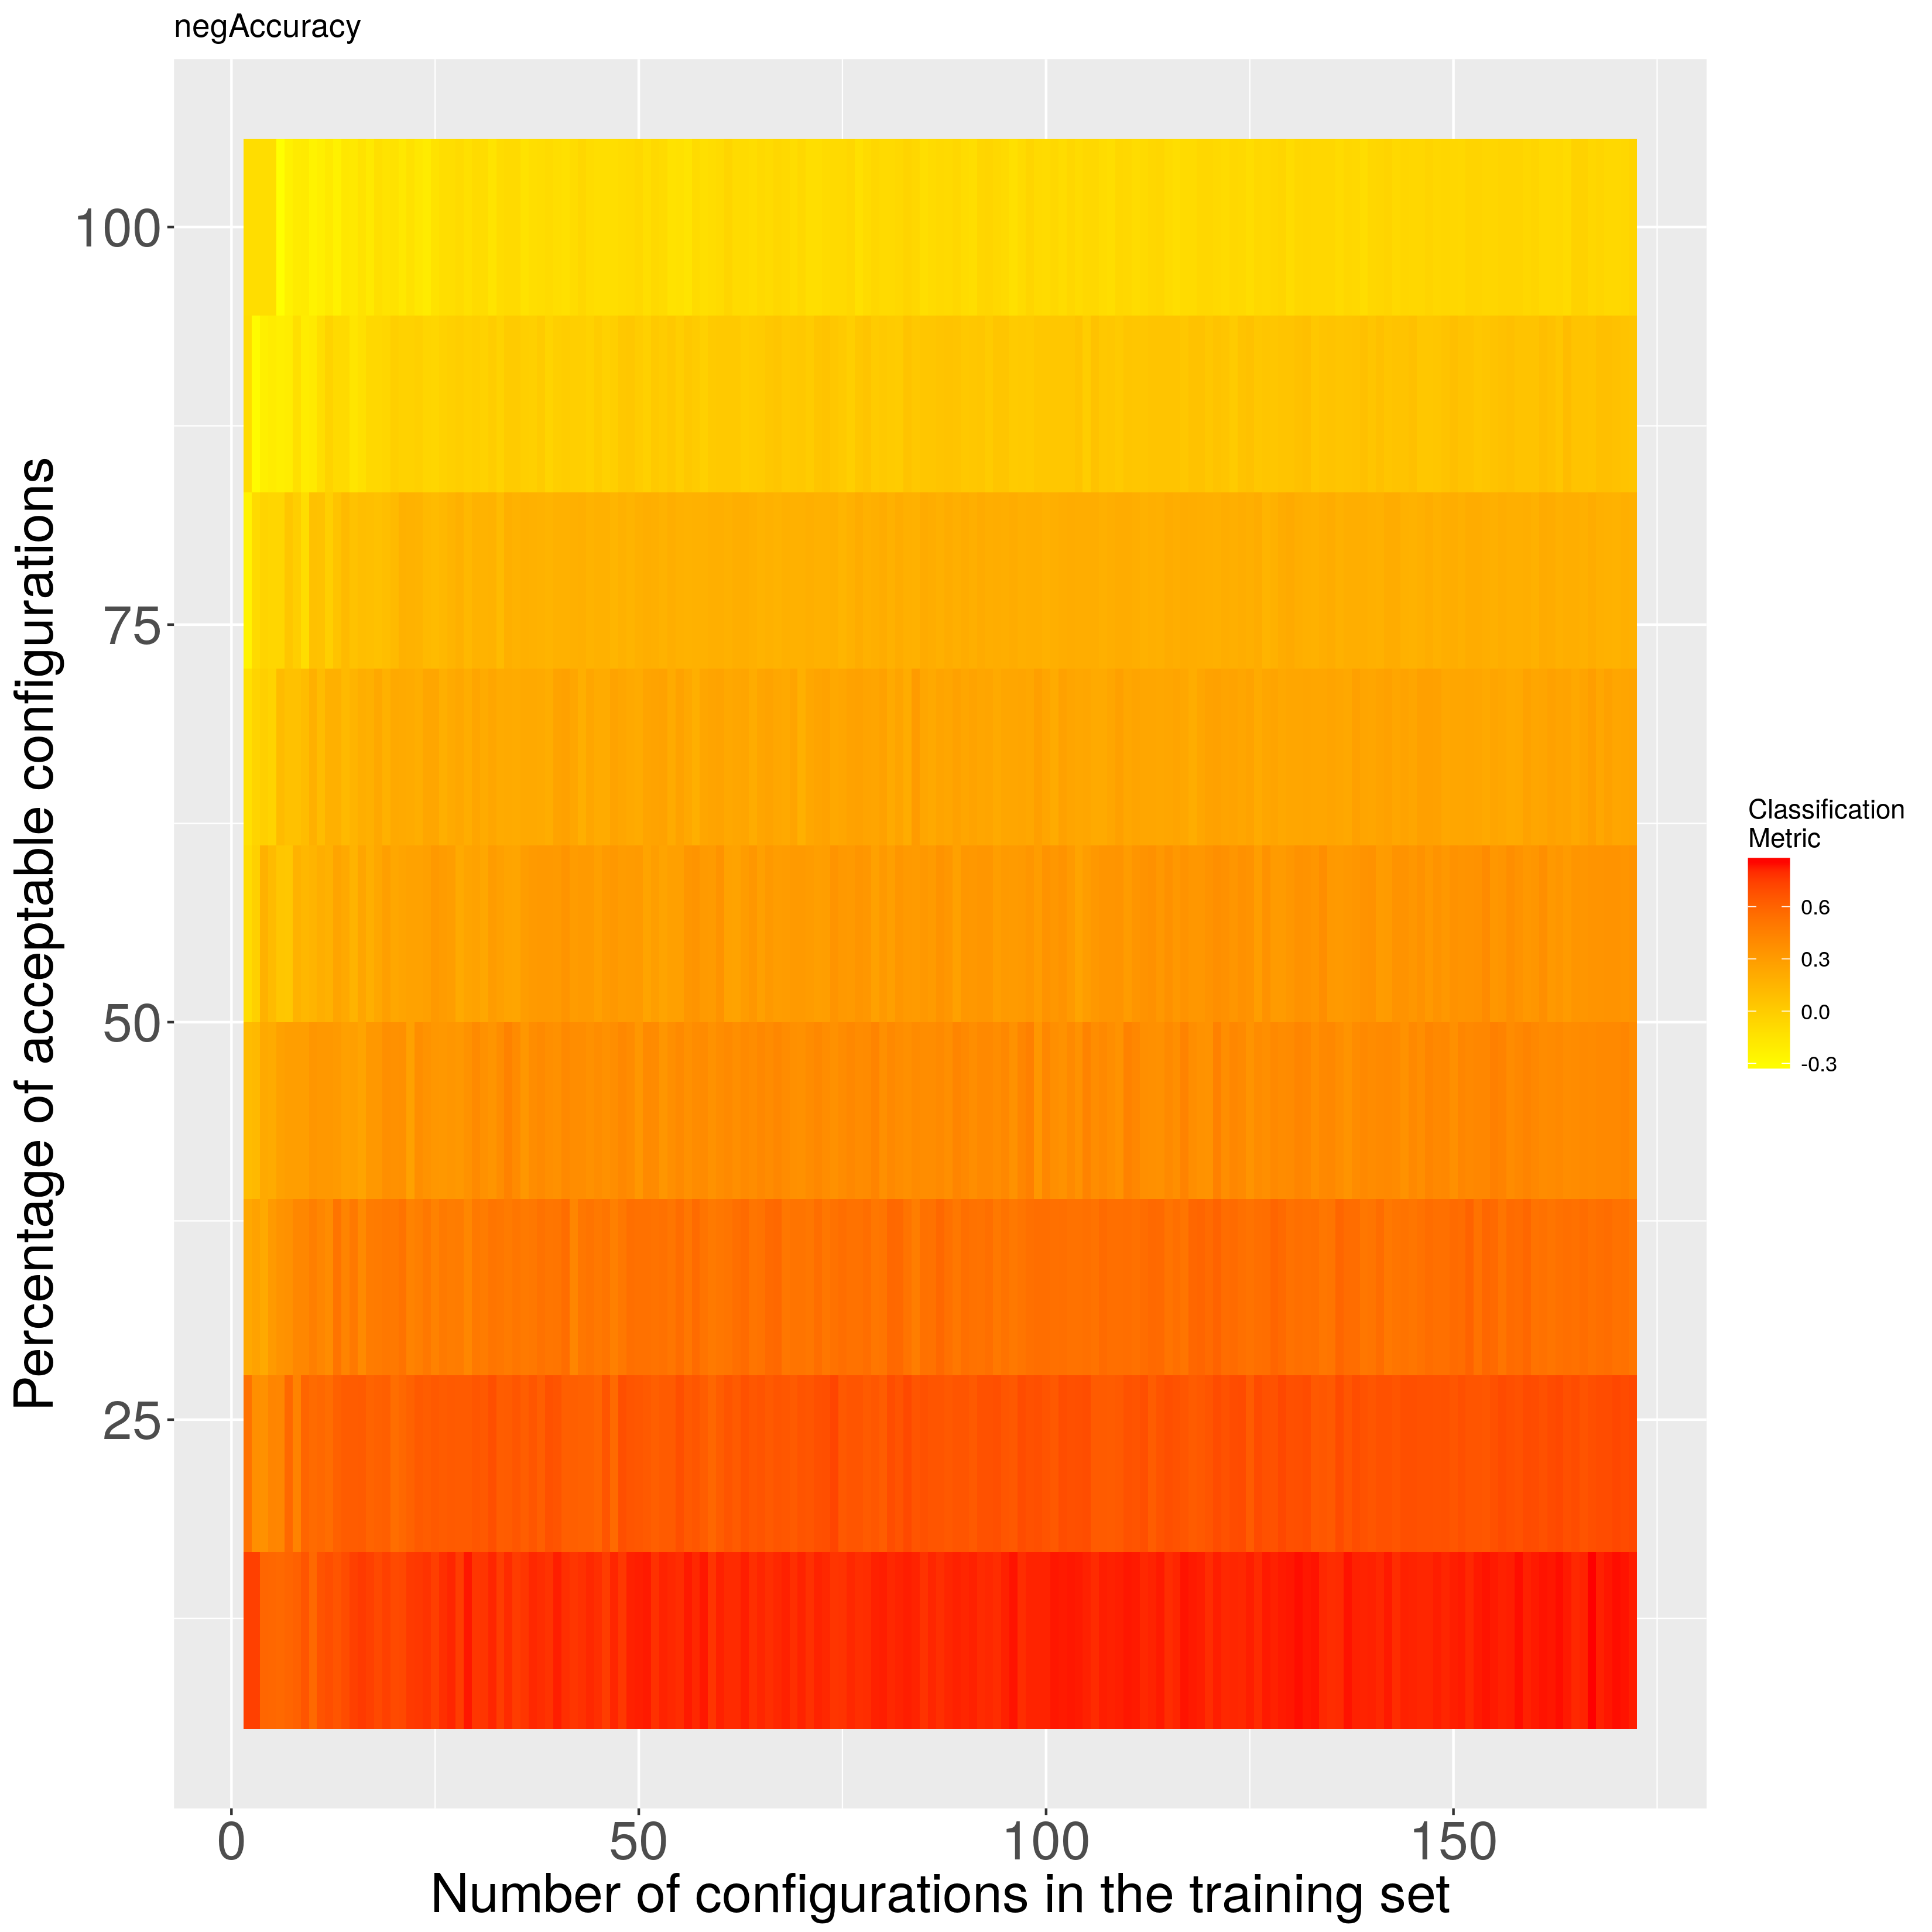 negAccuracy
Percentage of acceptable configurations
100
75
50
25
0
50
100
150
Number of configurations in the training set
Classification
Metric
0.6
0.3
0.0
-0.3